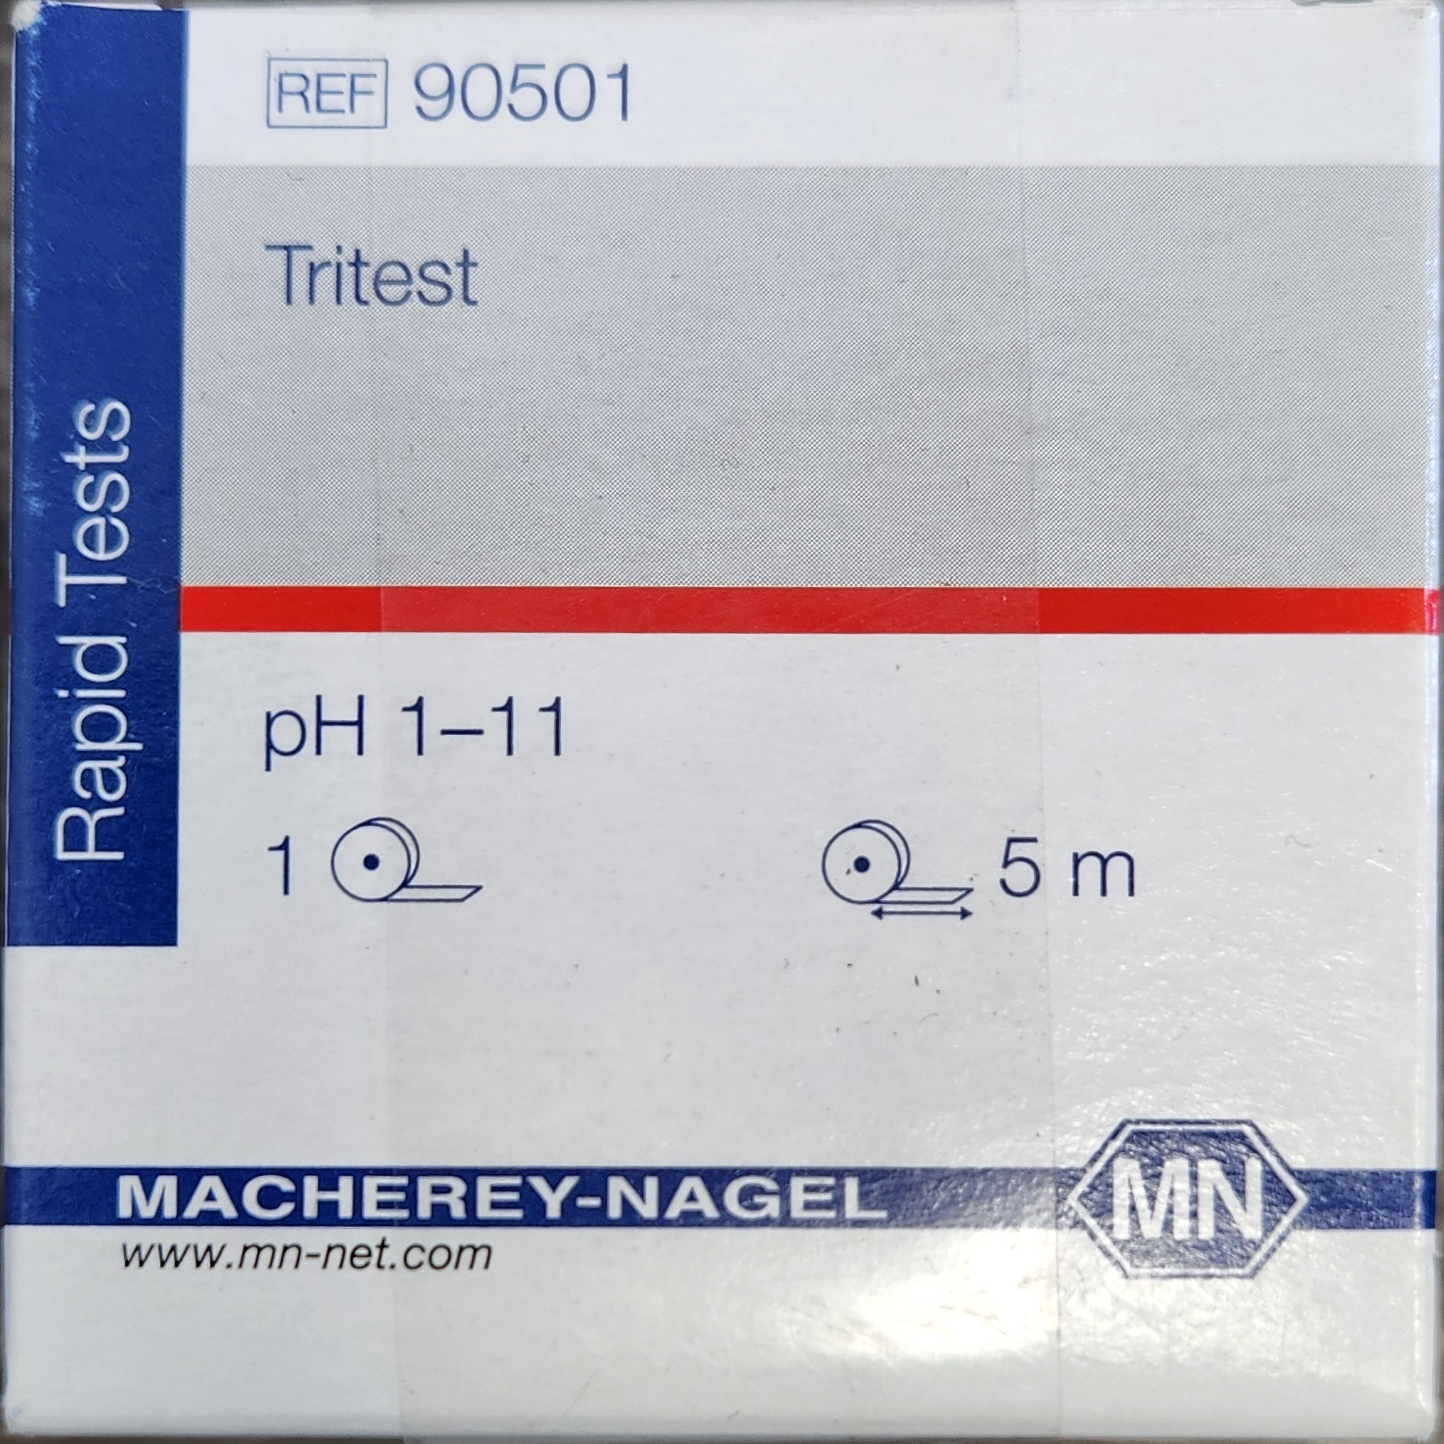 REF 90501
Tritest
Rapid Tests
pH 1–11
1 5 m
MACHEREY-NAGEL
MN
www.mn-net.com